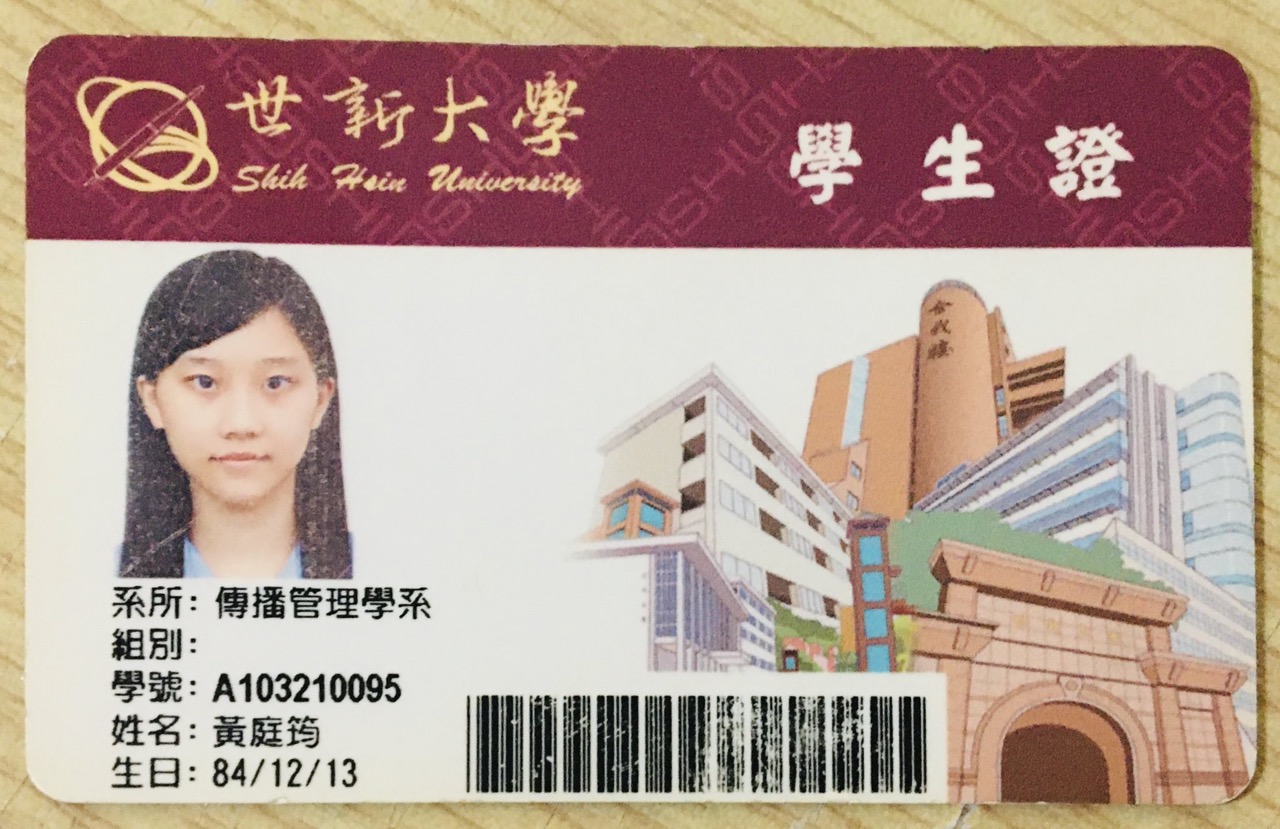 世新大學
Shih Hsin University
學生證
舍我樓
系所：傳播管理學系
組別：
學號：A103210095
姓名：黃庭筠
生日：84/12/13